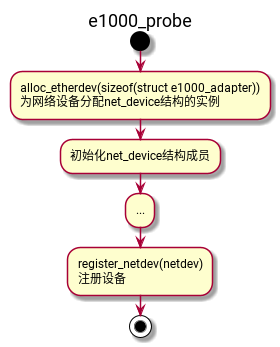 e1000_probe
alloc_etherdev(sizeof(struct e1000_adapter))
为网络设备分配net_device结构的实例
初始化net_device结构成员
...
register_netdev(netdev)
注册设备